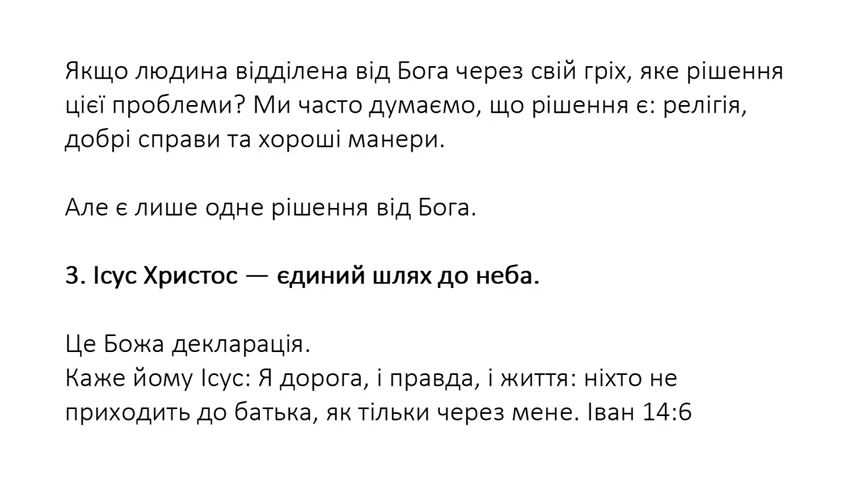 Якщо людина відділена від Бога через свій гріх, яке рішення
цієї проблеми? Ми часто думаємо, що рішення є: релігія,
добрі справи та хороші манери.
Але є лише одне рішення від Бога.
3. Ісус Христос — єдиний шлях до неба.
Це Божа декларація.
Каже йому Ісус: Я дорога, і правда, і життя: ніхто не
приходить до батька, як тільки через мене. Іван 14:6